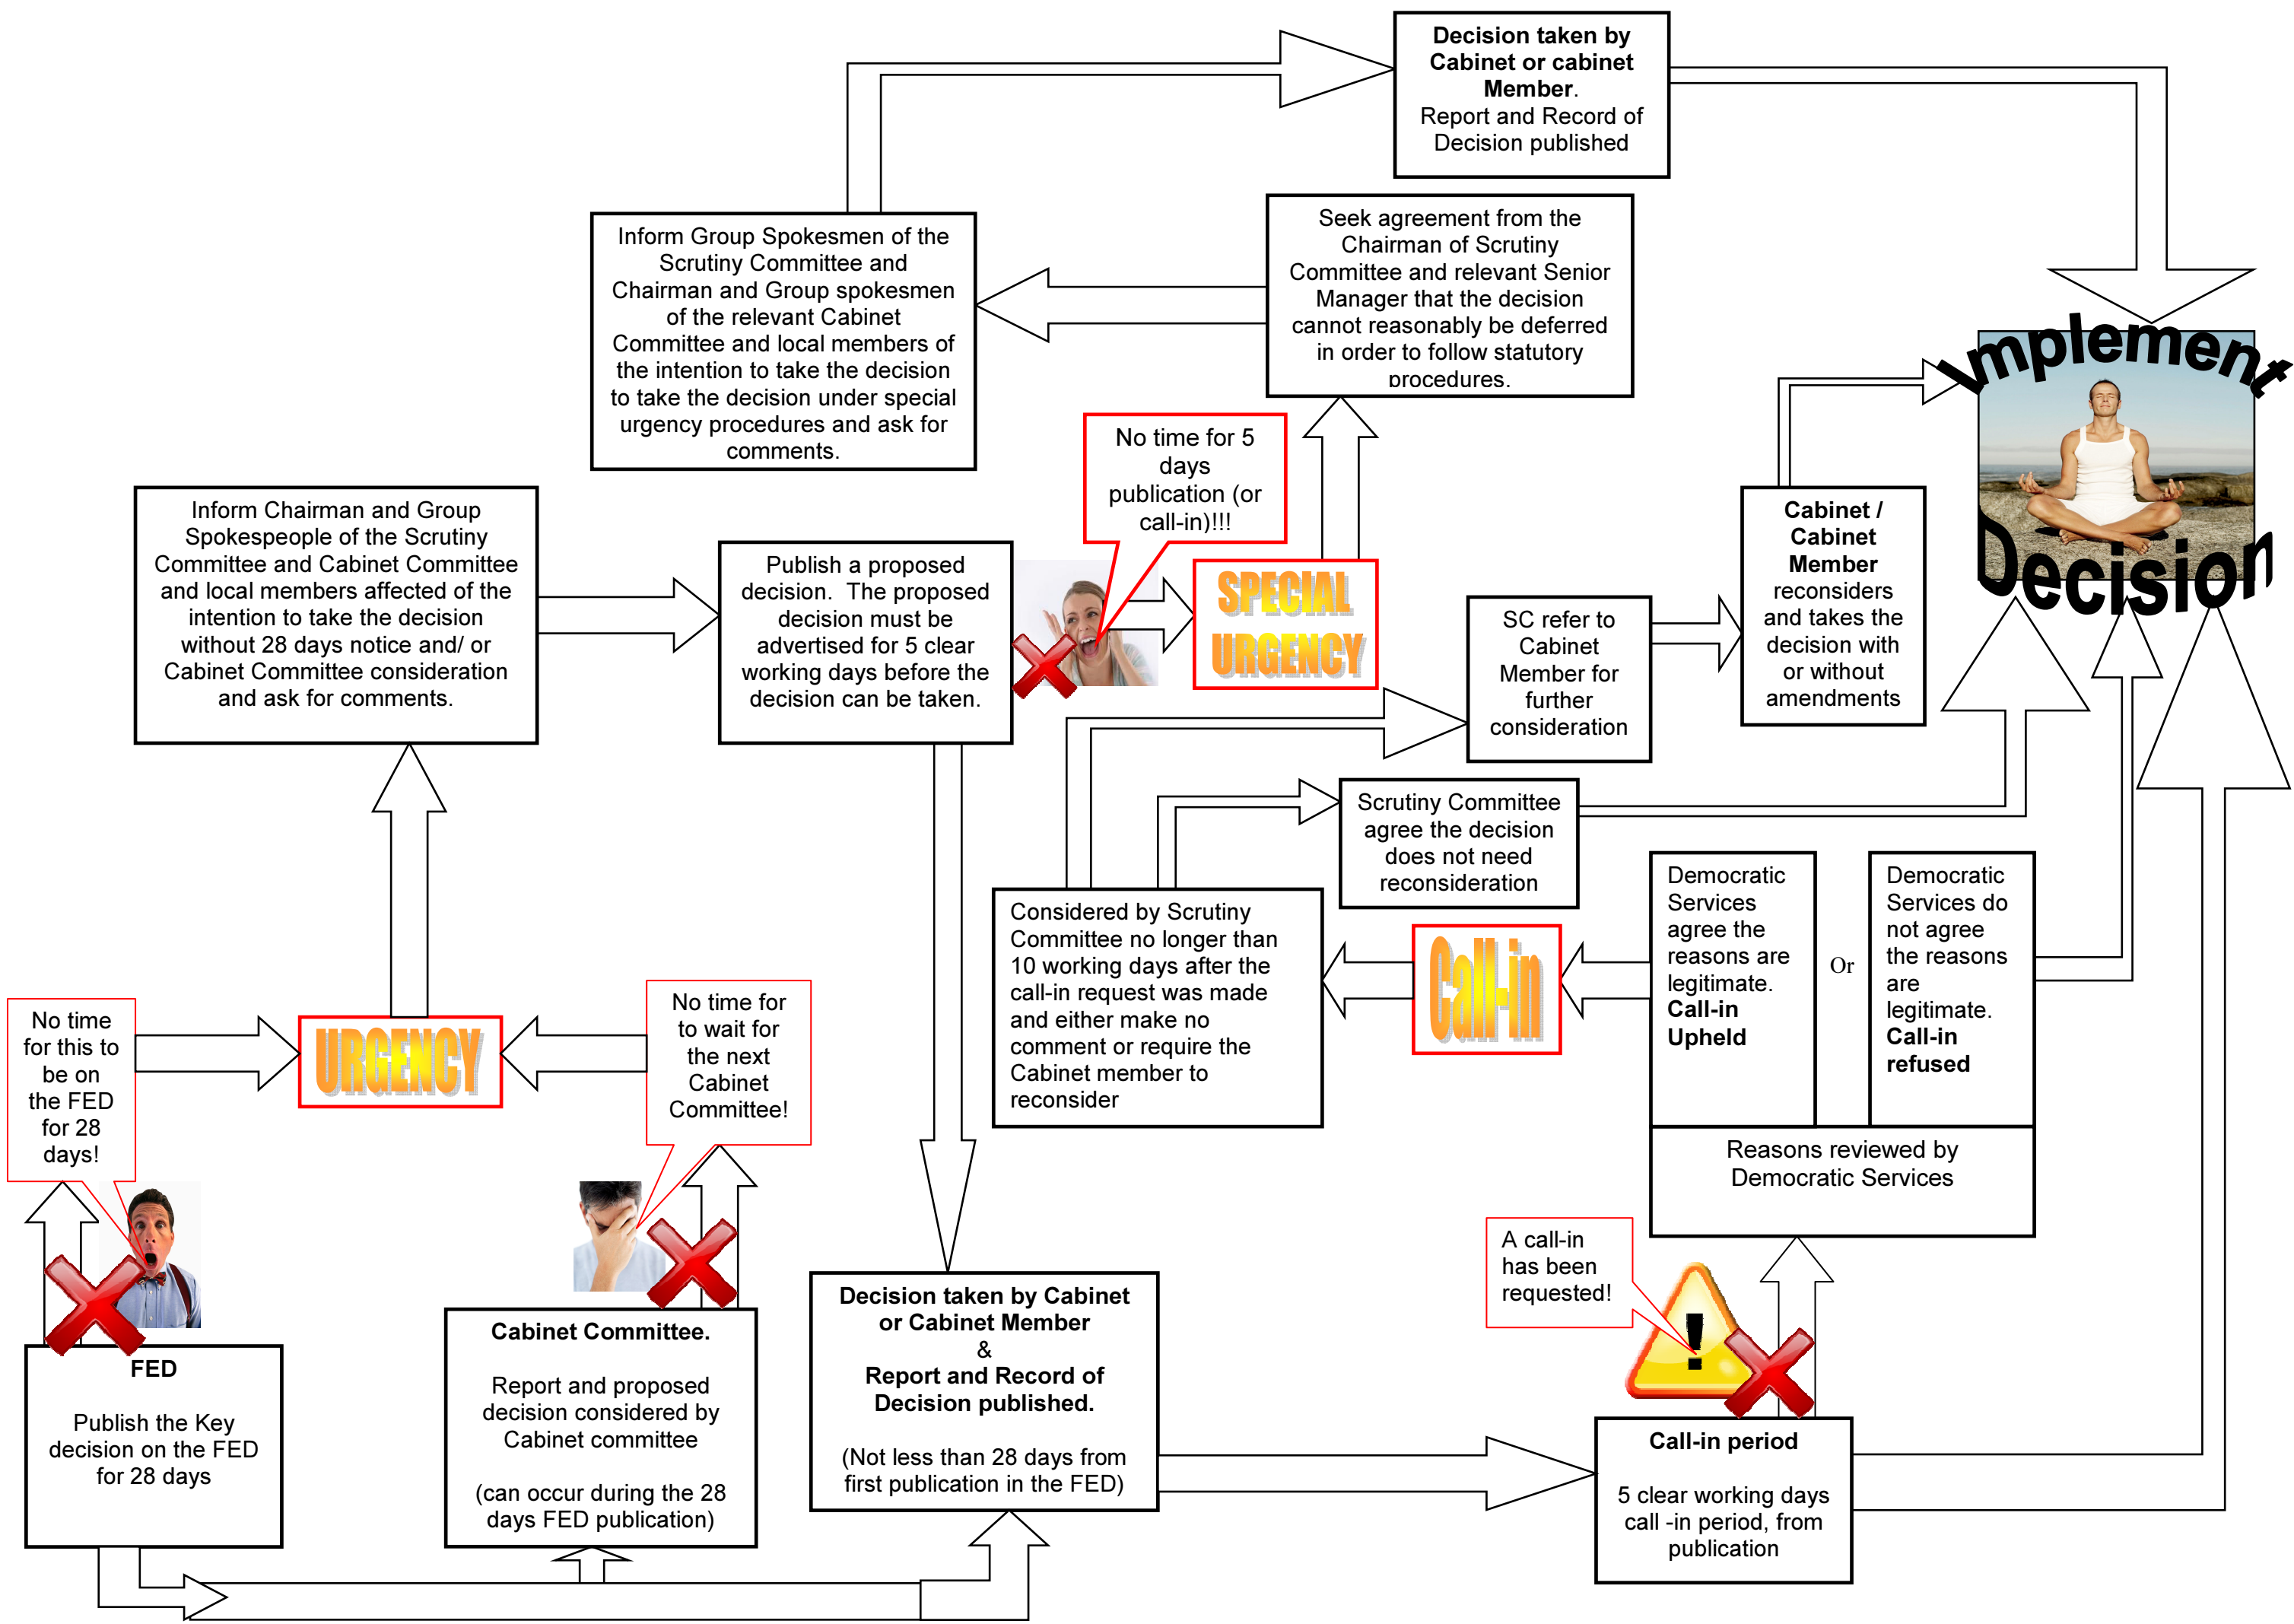 Decision taken by
Cabinet or cabinet
Member.
Report and Record of
Decision published
Inform Group Spokesmen of the
Scrutiny Committee and
Chairman and Group spokesmen
of the relevant Cabinet
Committee and local members of
the intention to take the decision
to take the decision under special
urgency procedures and ask for
comments.
Seek agreement from the
Chairman of Scrutiny
Committee and relevant Senior
Manager that the decision
cannot reasonably be deferred
in order to follow statutory
procedures.
Implement
Decision
No time for 5
days
publication (or
call-in)!!!
Inform Chairman and Group
Spokespeople of the Scrutiny
Committee and Cabinet Committee
and local members affected of the
intention to take the decision
without 28 days notice and/ or
Cabinet Committee consideration
and ask for comments.
Publish a proposed
decision. The proposed
decision must be
advertised for 5 clear
working days before the
decision can be taken.
SPECIAL
URGENCY
SC refer to
Cabinet
Member for
further
consideration
Cabinet /
Cabinet
Member
reconsiders
and takes the
decision with
or without
amendments
Scrutiny Committee
agree the decision
does not need
reconsideration
Considered by Scrutiny
Committee no longer than
10 working days after the
call-in request was made
and either make no
comment or require the
Cabinet member to
reconsider
Call-in
Democratic
Services
agree the
reasons are
legitimate.
Call-in
Upheld
Or
Democratic
Services do
not agree
the reasons
are
legitimate.
Call-in
refused
Reasons reviewed by
Democratic Services
No time
for this to
be on
the FED
for 28
days!
URGENCY
No time for
to wait for
the next
Cabinet
Committee!
A call-in
has been
requested!
FED
Publish the Key
decision on the FED
for 28 days
Cabinet Committee.
Report and proposed
decision considered by
Cabinet committee
(can occur during the 28
days FED publication)
Decision taken by Cabinet
or Cabinet Member
&
Report and Record of
Decision published.
(Not less than 28 days from
first publication in the FED)
Call-in period
5 clear working days
call -in period, from
publication